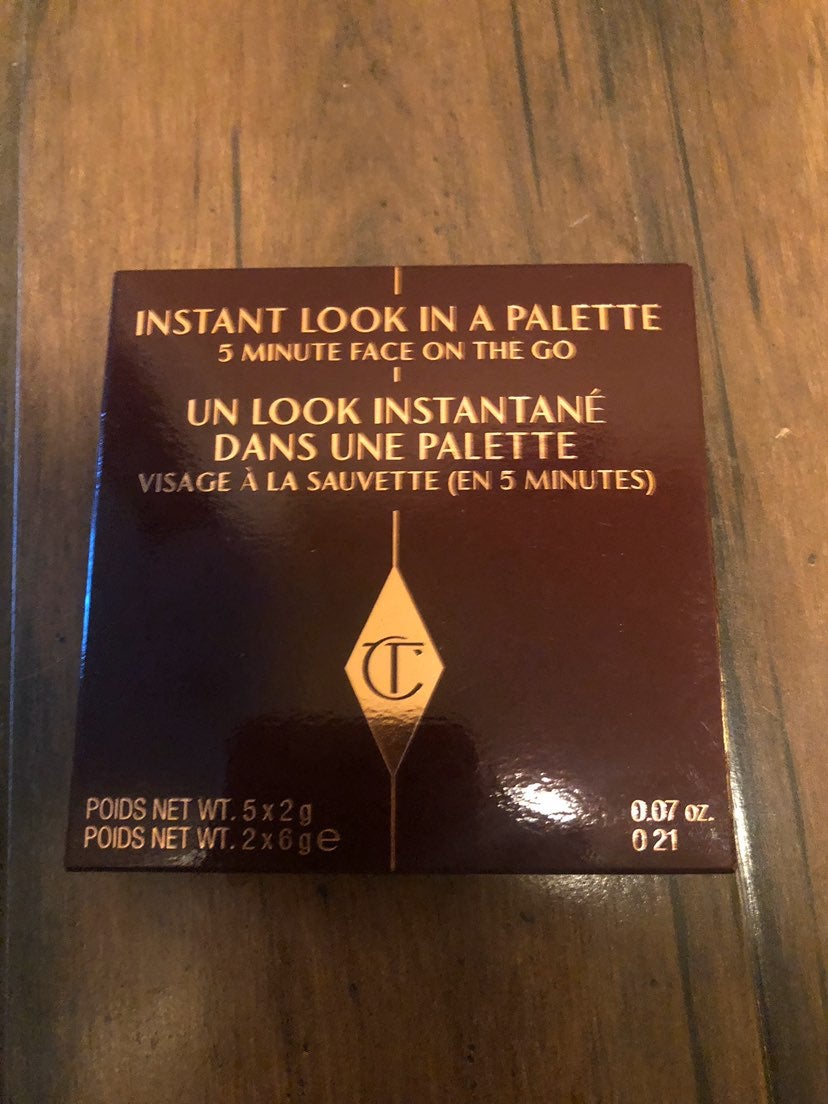 INSTANT LOOK IN A PALETTE
5 MINUTE FACE ON THE GO
UN LOOK INSTANTANÉ
DANS UNE PALETTE
VISAGE À LA SAUVETTE (EN 5 MINUTES)
CT
POIDS NET WT. 5 x 2 g 0.07 oz.
POIDS NET WT. 2 x 6 g e 0 21